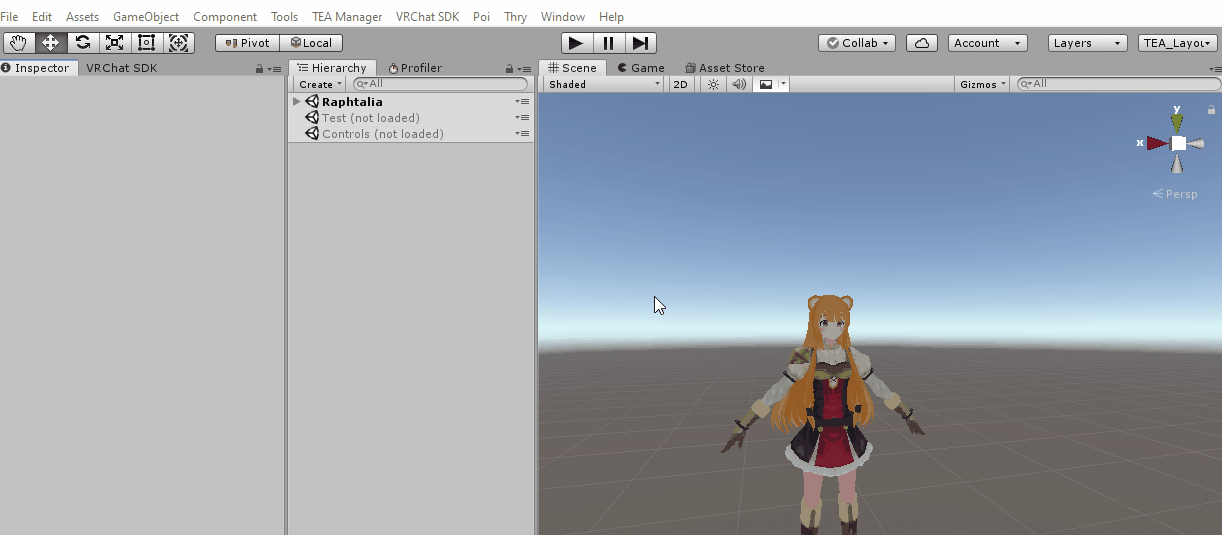 File Edit Assets GameObject Component Tools TEA Manager VRChat SDK Poi Thry Window Help
Pivot Local Collab Account Layers TEA_Layou
Inspector VRChat SDK Hierarchy Profiler Scene Game Asset Store
Create All Shaded 2D Gizmos All
Raphtalia
Test (not loaded)
Controls (not loaded)
y
x
Persp